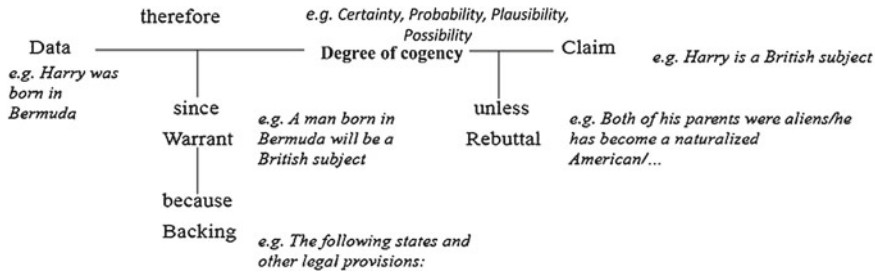 therefore
e.g. Certainty, Probability, Plausibility,
Possibility
Data
Degree of cogency
Claim
e.g. Harry is a British subject
e.g. Harry was
born in
Bermuda
since
Warrant
e.g. A man born in
Bermuda will be a
British subject
unless
Rebuttal
e.g. Both of his parents were aliens/he
has become a naturalized
American/...
because
Backing
e.g. The following states and
other legal provisions: